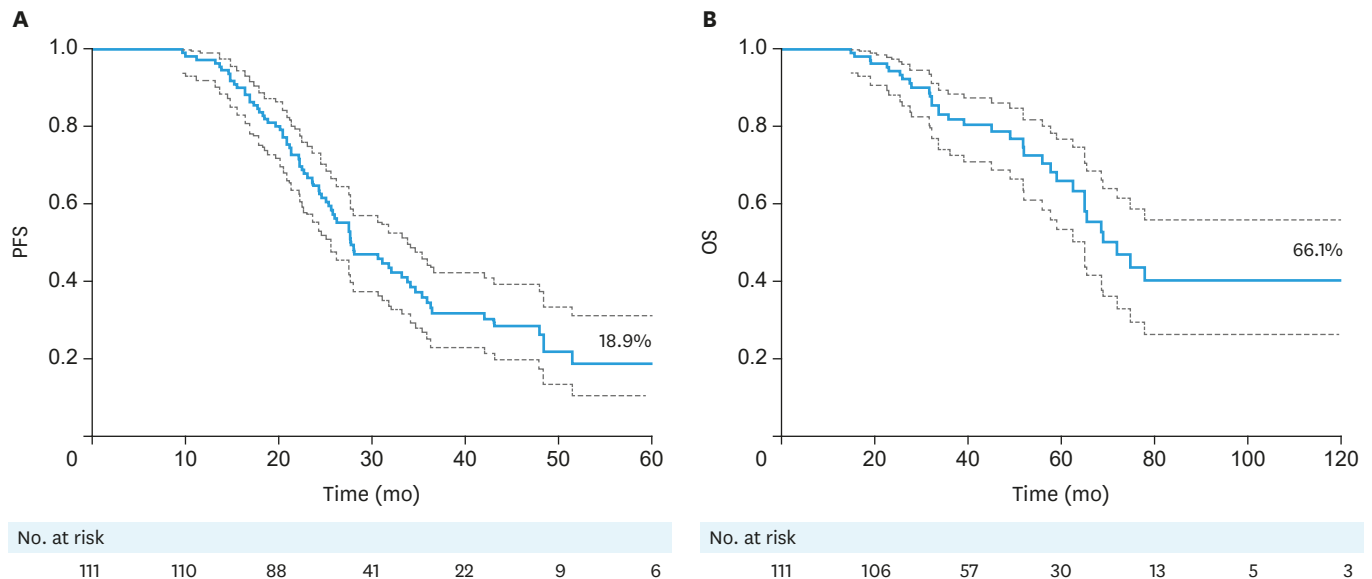 A
1.0
0.8
0.6
0.4
0.2
PFS
18.9%
0 10 20 30 40 50 60
Time (mo)
No. at risk
111 110 88 41 22 9 6
B
1.0
0.8
0.6
0.4
0.2
OS
66.1%
0 20 40 60 80 100 120
Time (mo)
No. at risk
111 106 57 30 13 5 3